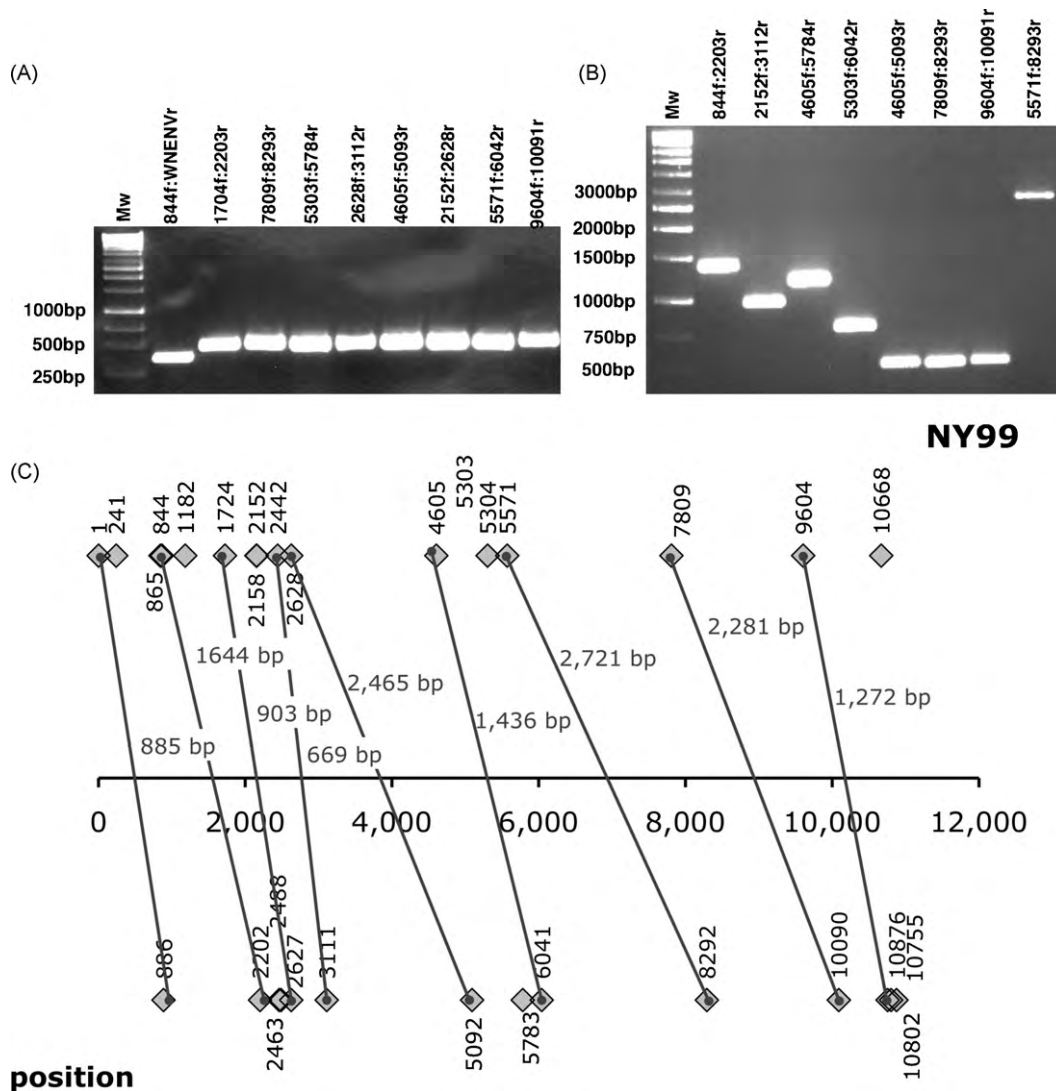 (A)
Mw
844f:WNENVr
1704f:2203r
7809f:8293r
5303f:5784r
2628f:3112r
4605f:5093r
2152f:2628r
5571f:6042r
9604f:10091r
1000bp
500bp
250bp
(B)
Mw
844f:2203r
2152f:3112r
4605f:5784r
5303f:6042r
4605f:5093r
7809f:8293r
9604f:10091r
5571f:8293r
3000bp
2000bp
1500bp
1000bp
750bp
500bp
NY99
(C)
1
241
844
1182
1724
2152
2442
4605
5303
5304
5571
7809
9604
10668
865
2158
2628
1644 bp
2,465 bp
2,721 bp
2,281 bp
903 bp
1,436 bp
1,272 bp
885 bp
669 bp
0
2,000
4,000
6,000
8,000
10,000
12,000
886
2202
2488
2627
3111
6041
8292
10090
10876
10755
2463
5092
5783
10802
position